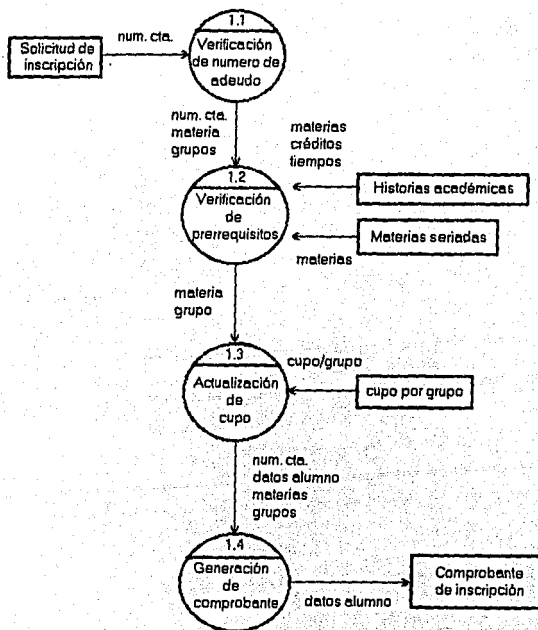 1.1
num. cta.
Solicitud de
inscripción
Verificación
de numero de
adeudo
num. cta.
materia
grupos
materias
créditos
tiempos
1.2
Historias académicas
Verificación
de
prerrequisitos
Materias seriadas
materias
materia
grupo
1.3
cupo/grupo
Actualización
de
cupo
cupo por grupo
num. cta.
datos alumno
materias
grupos
1.4
Generación
de
comprobante
Comprobante
de inscripción
datos alumno